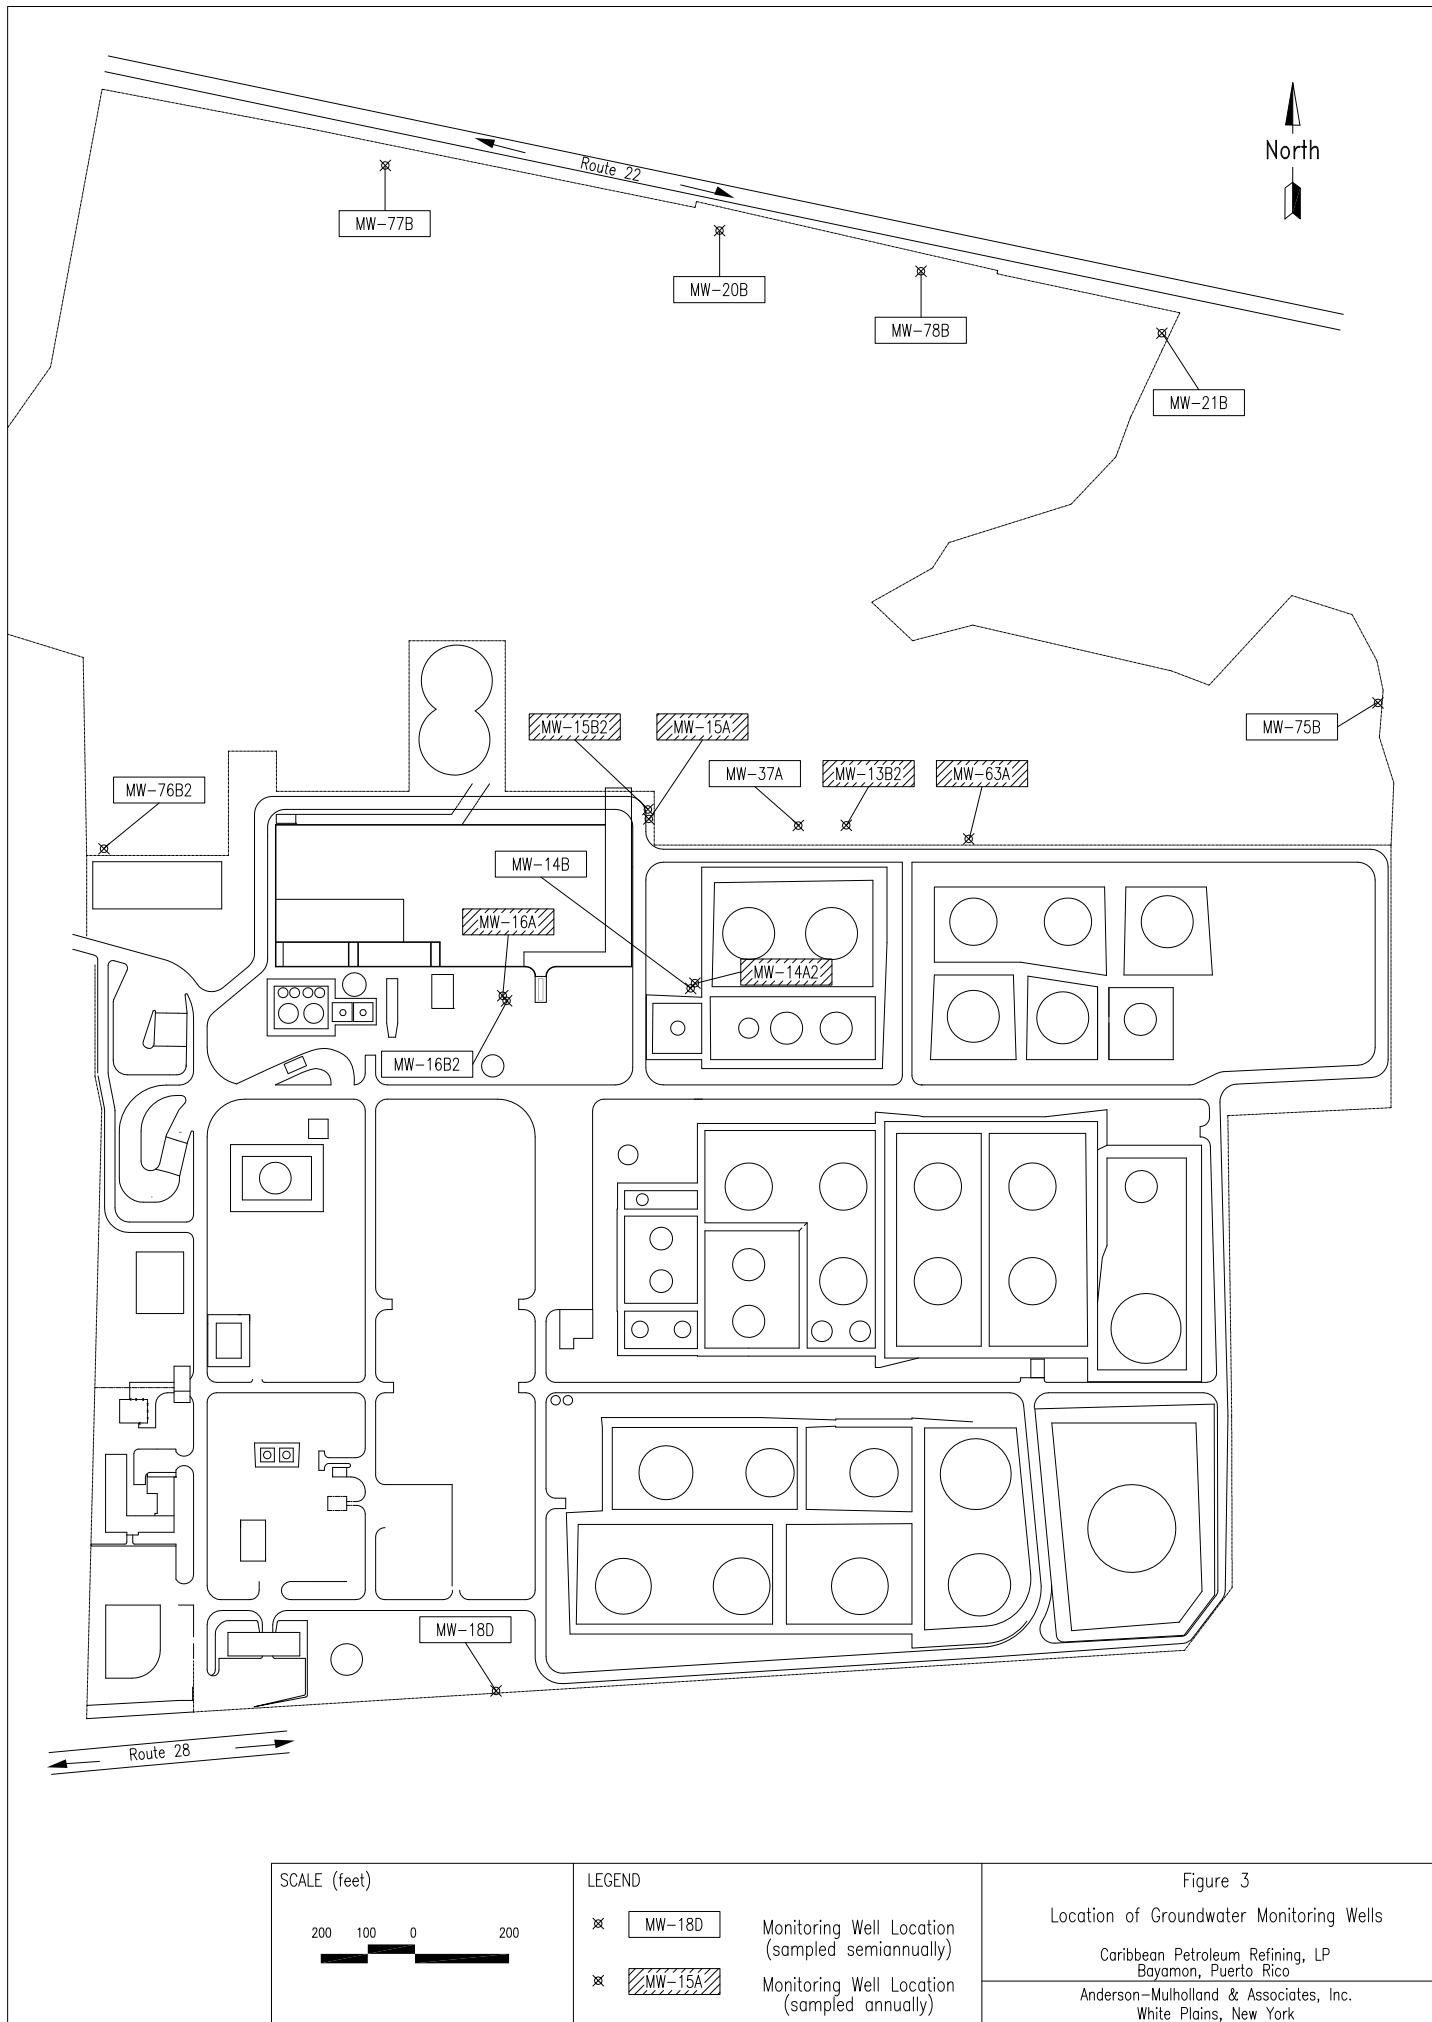 Route 22
North
MW-77B
MW-20B
MW-78B
MW-21B
MW-15B2
MW-15A
MW-75B
MW-37A
MW-13B2
MW-63A
MW-76B2
MW-14B
MW-16A
MW-14A2
MW-16B2
MW-18D
Route 28
SCALE (feet)
200 100 0 200
LEGEND
MW-18D
Monitoring Well Location
(sampled semiannually)
MW-15A
Monitoring Well Location
(sampled annually)
Figure 3
Location of Groundwater Monitoring Wells
Caribbean Petroleum Refining, LP
Bayamon, Puerto Rico
Anderson-Mulholland & Associates, Inc.
White Plains, New York